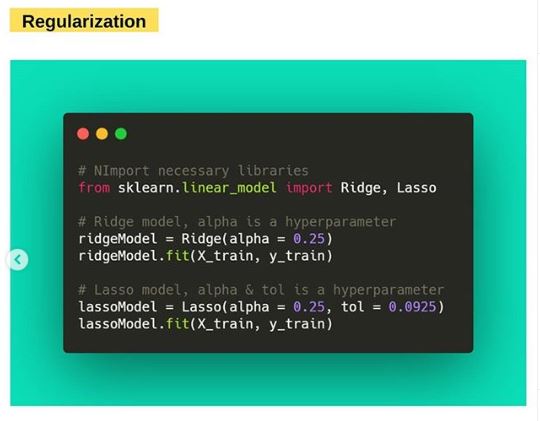 Regularization
# NImport necessary libraries
from sklearn.linear_model import Ridge, Lasso
# Ridge model, alpha is a hyperparameter
ridgeModel = Ridge(alpha = 0.25)
ridgeModel.fit(X_train, y_train)
# Lasso model, alpha & tol is a hyperparameter
lassoModel = Lasso(alpha = 0.25, tol = 0.0925)
lassoModel.fit(X_train, y_train)